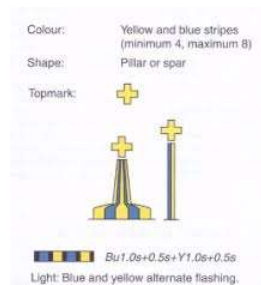 Colour: Yellow and blue stripes
(minimum 4, maximum 8)
Shape: Pillar or spar
Topmark:
Bu1.0s+0.5s+Y1.0s+0.5s
Light: Blue and yellow alternate flashing.